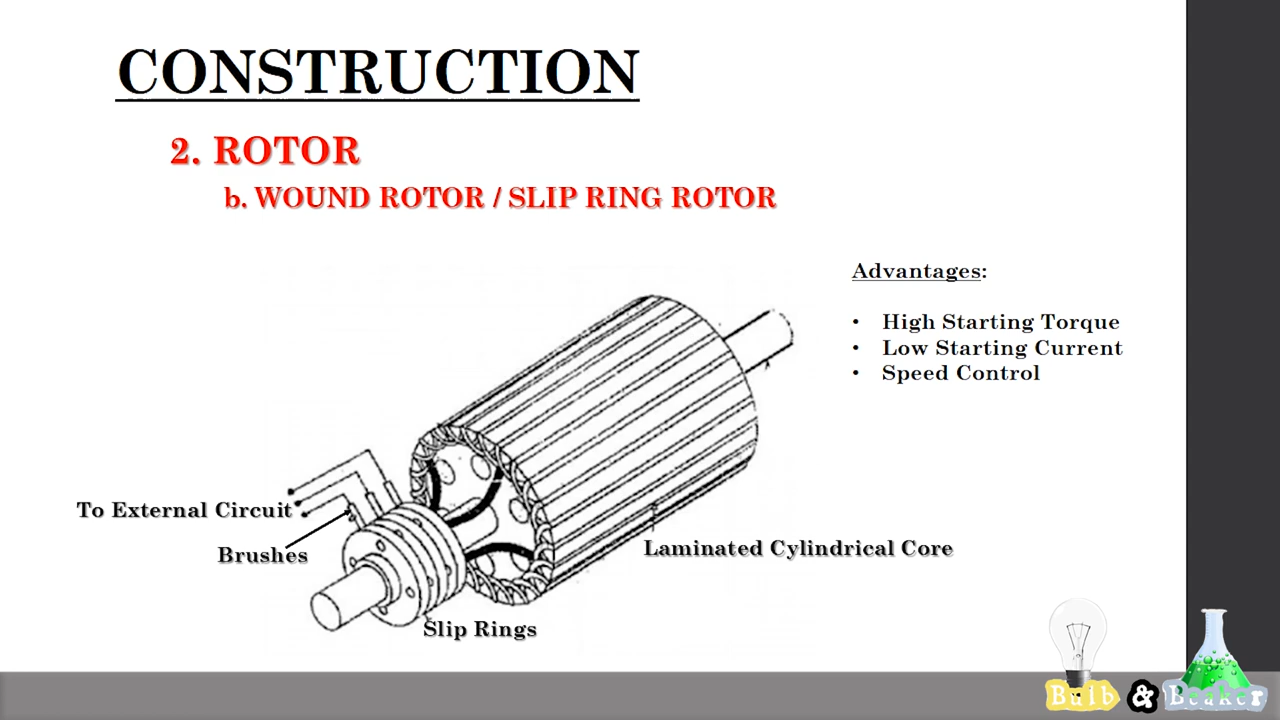 CONSTRUCTION
2. ROTOR
b. WOUND ROTOR / SLIP RING ROTOR
Advantages:
• High Starting Torque
• Low Starting Current
• Speed Control
To External Circuit
Brushes
Laminated Cylindrical Core
Slip Rings
Bulb & Beaker